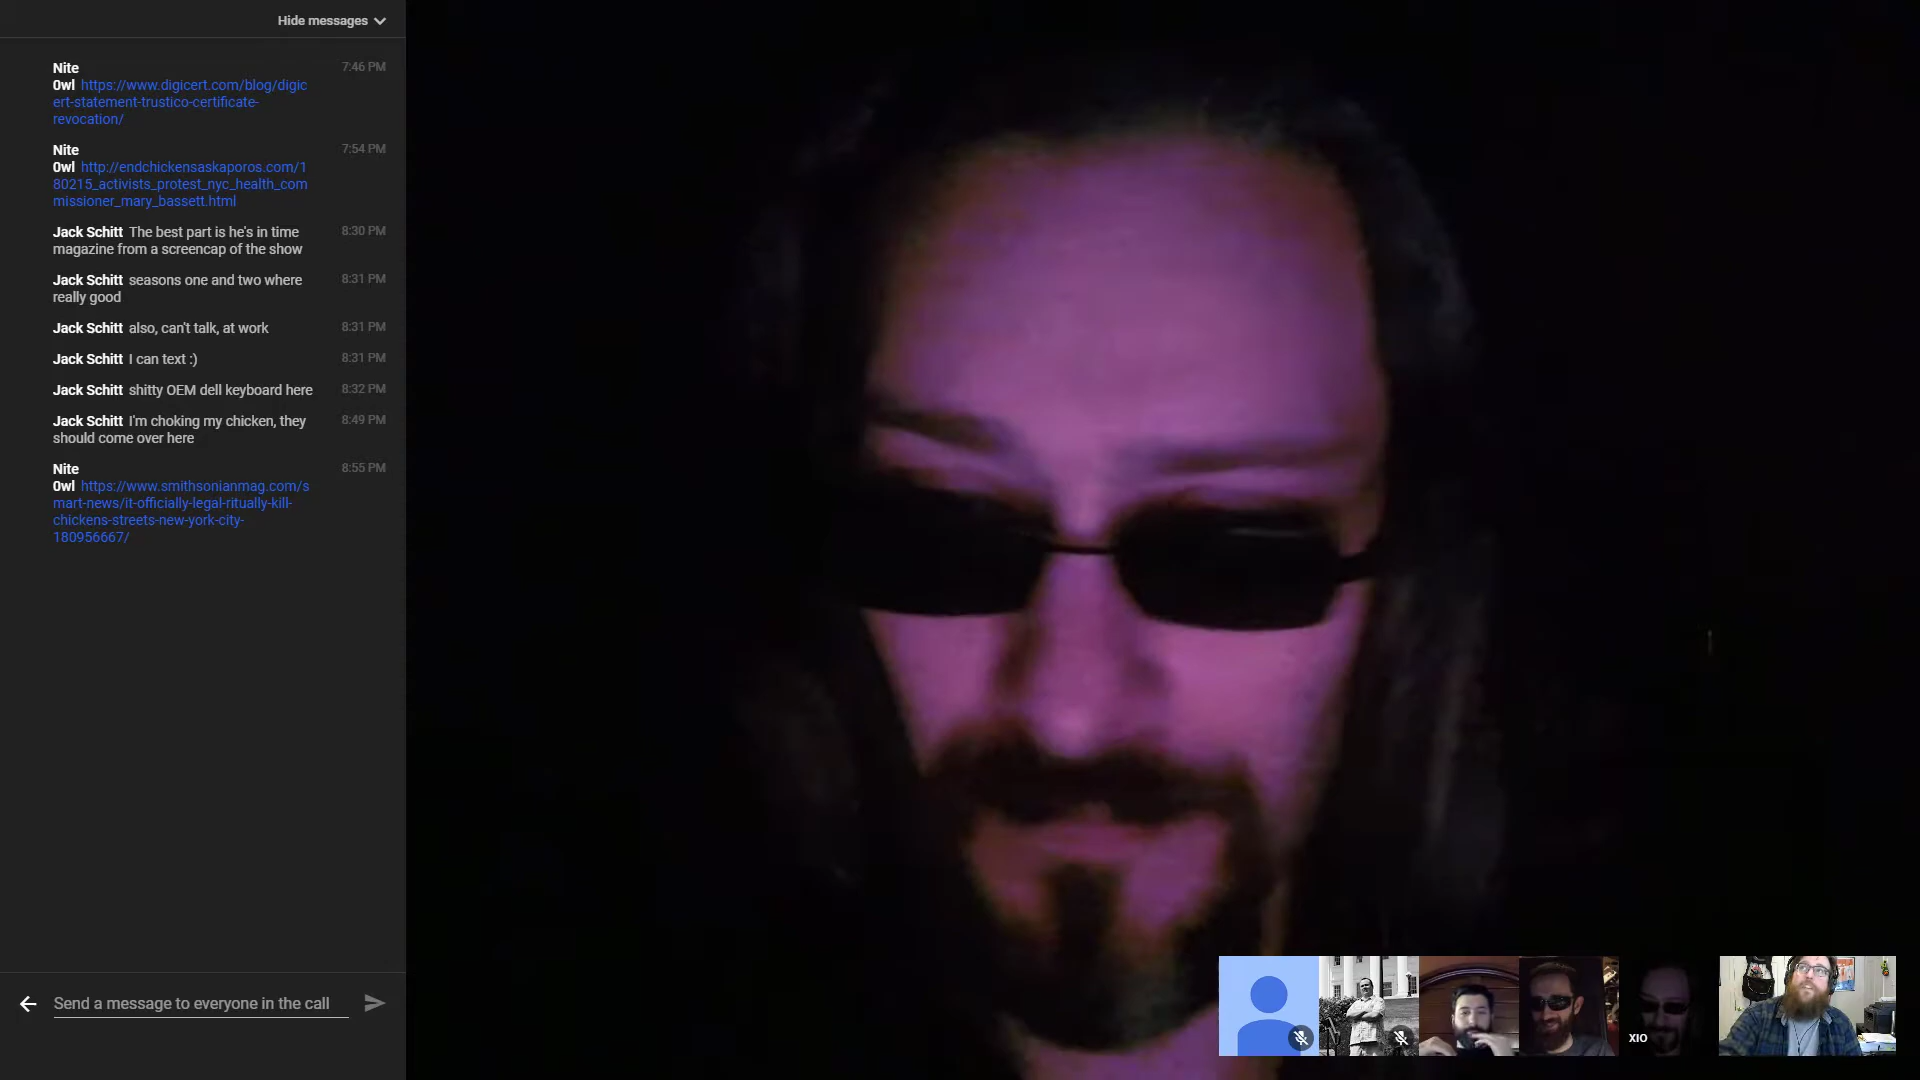 Hide messages
Nite 7:46 PM
0wl https://www.digicert.com/blog/digic
ert-statement-trustico-certificate-
revocation/
Nite 7:54 PM
0wl http://endchickensaskaporos.com/1
80215_activists_protest_nyc_health_com
missioner_mary_bassett.html
Jack Schitt The best part is he's in time 8:30 PM
magazine from a screencap of the show
Jack Schitt seasons one and two where 8:31 PM
really good
Jack Schitt also, can't talk, at work 8:31 PM
Jack Schitt I can text :) 8:31 PM
Jack Schitt shitty OEM dell keyboard here 8:32 PM
Jack Schitt I'm choking my chicken, they 8:49 PM
should come over here
Nite 8:55 PM
0wl https://www.smithsonianmag.com/s
mart-news/it-officially-legal-ritually-kill-
chickens-streets-new-york-city-
180956667/
Send a message to everyone in the call
XIO